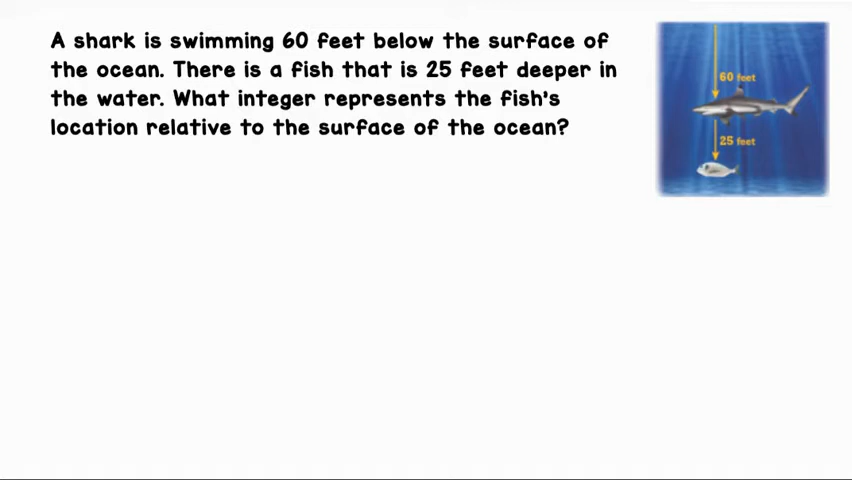 A shark is swimming 60 feet below the surface of
the ocean. There is a fish that is 25 feet deeper in
the water. What integer represents the fish's
location relative to the surface of the ocean?
60 feet
25 feet